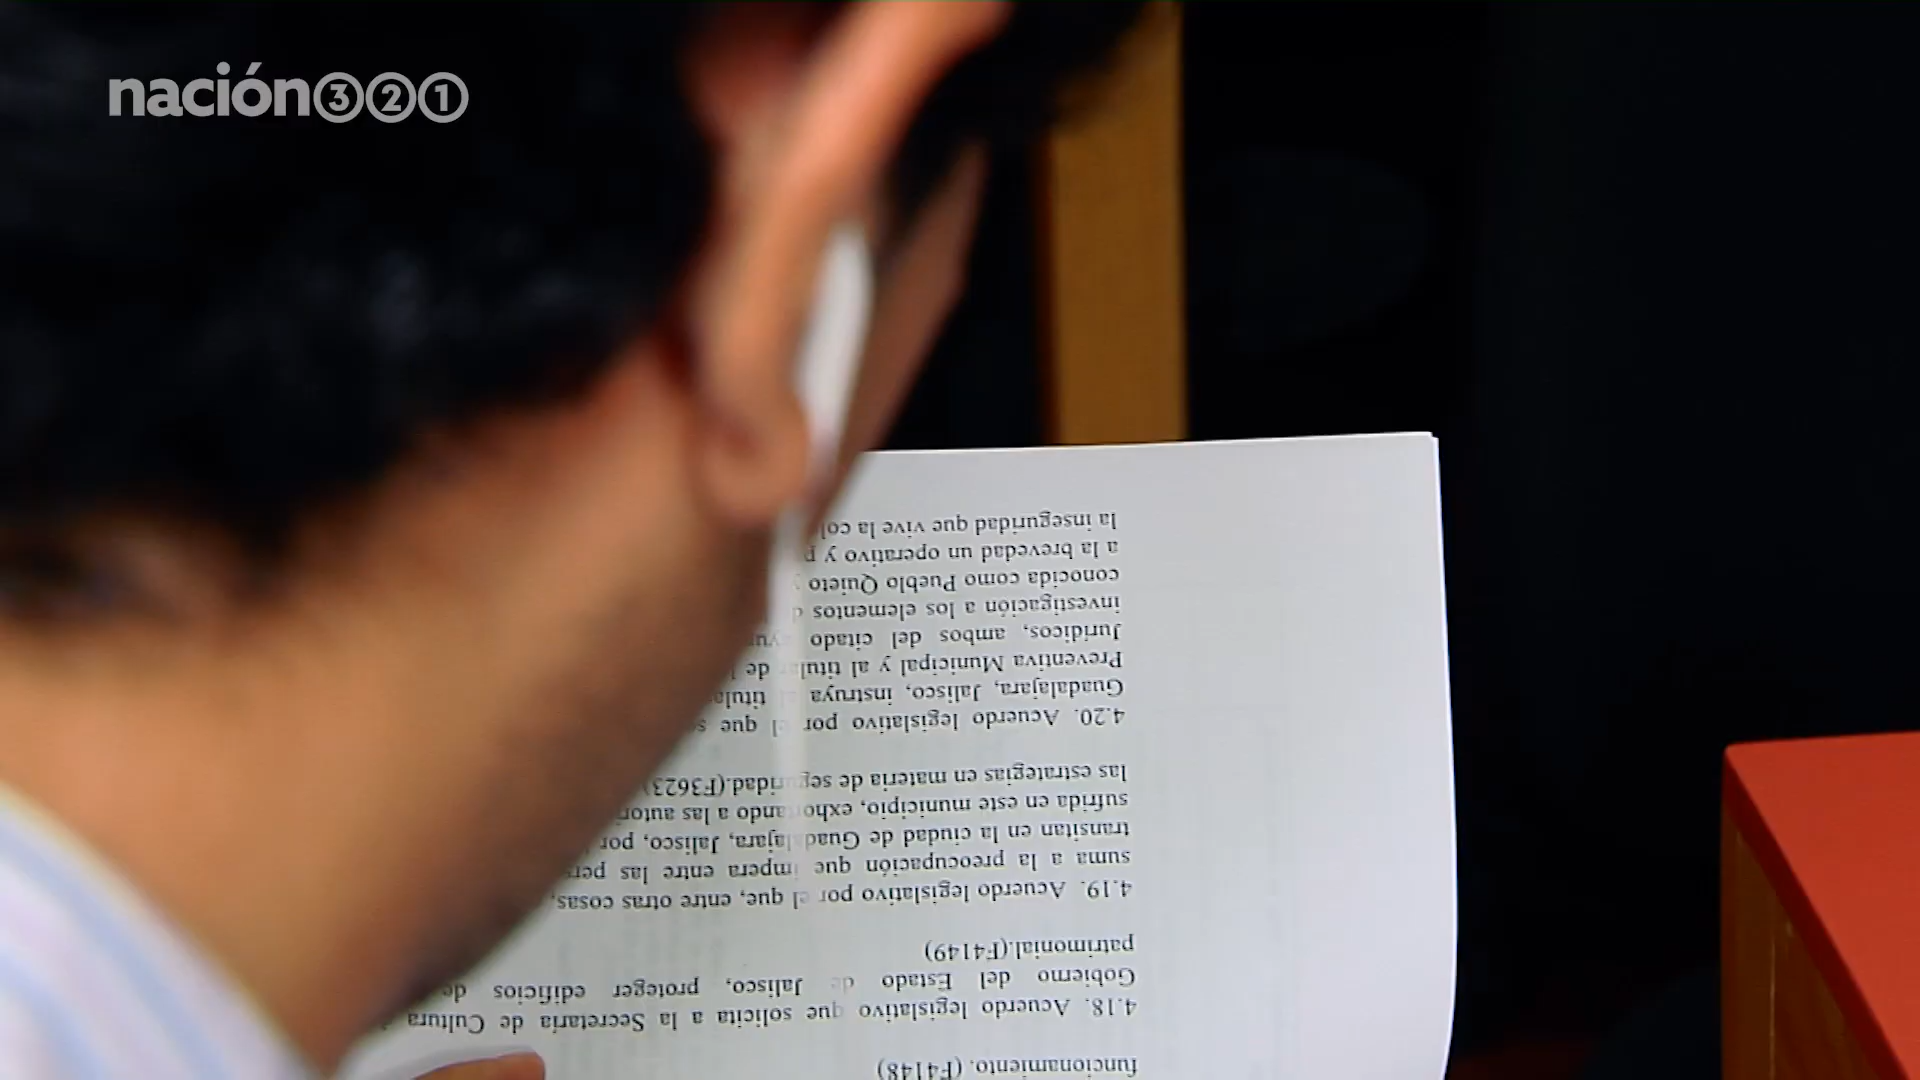 nación321
funcionamiento. (F4148)
4.18. Acuerdo legislativo que solicita a la Secretaría de Cultura
Gobierno del Estado de Jalisco, proteger edificios de
patrimonial.(F4149)
4.19. Acuerdo legislativo por el que, entre otras cosas,
suma a la preocupación que impera entre las
transitan en la ciudad de Guadalajara, Jalisco, por
sufrida en este municipio, exhortando a las
las estrategias en materia de seguridad.(F3623)
4.20. Acuerdo legislativo por el que
Guadalajara, Jalisco, instruya al
Preventiva Municipal y al titular de
Jurídicos, ambos del citado
investigación a los elementos
conocida como Pueblo Quieto
a la brevedad un operativo y
la inseguridad que vive la